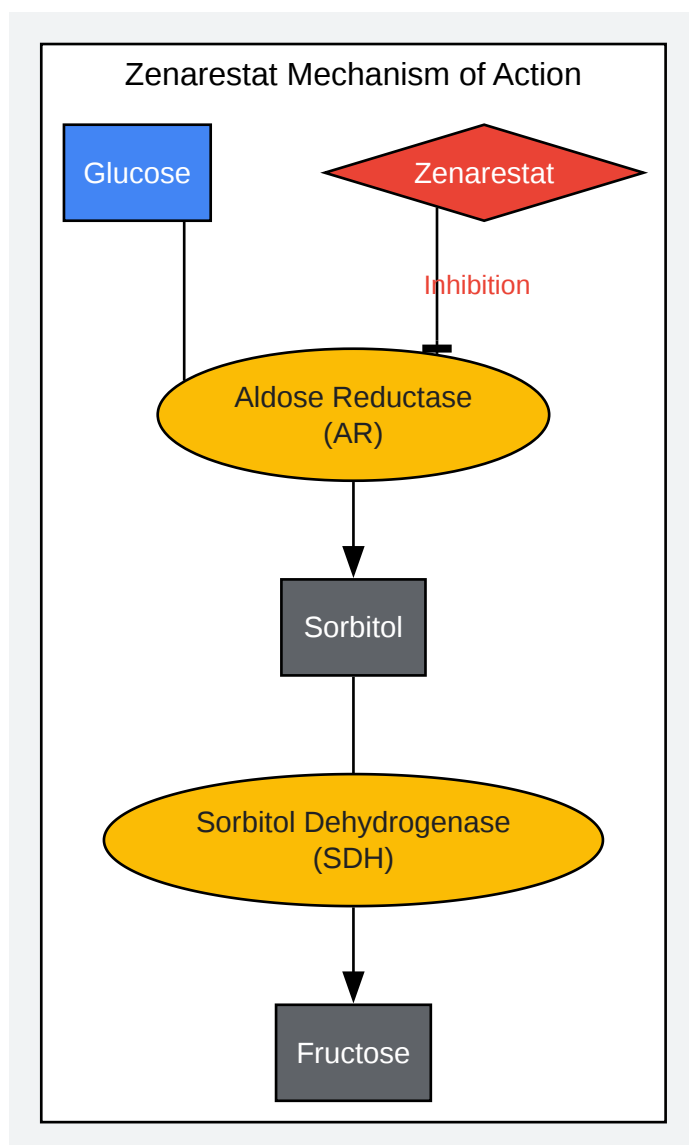 Zenarestat Mechanism of Action
Glucose
Zenarestat
Inhibition
Aldose Reductase
(AR)
Sorbitol
Sorbitol Dehydrogenase
(SDH)
Fructose